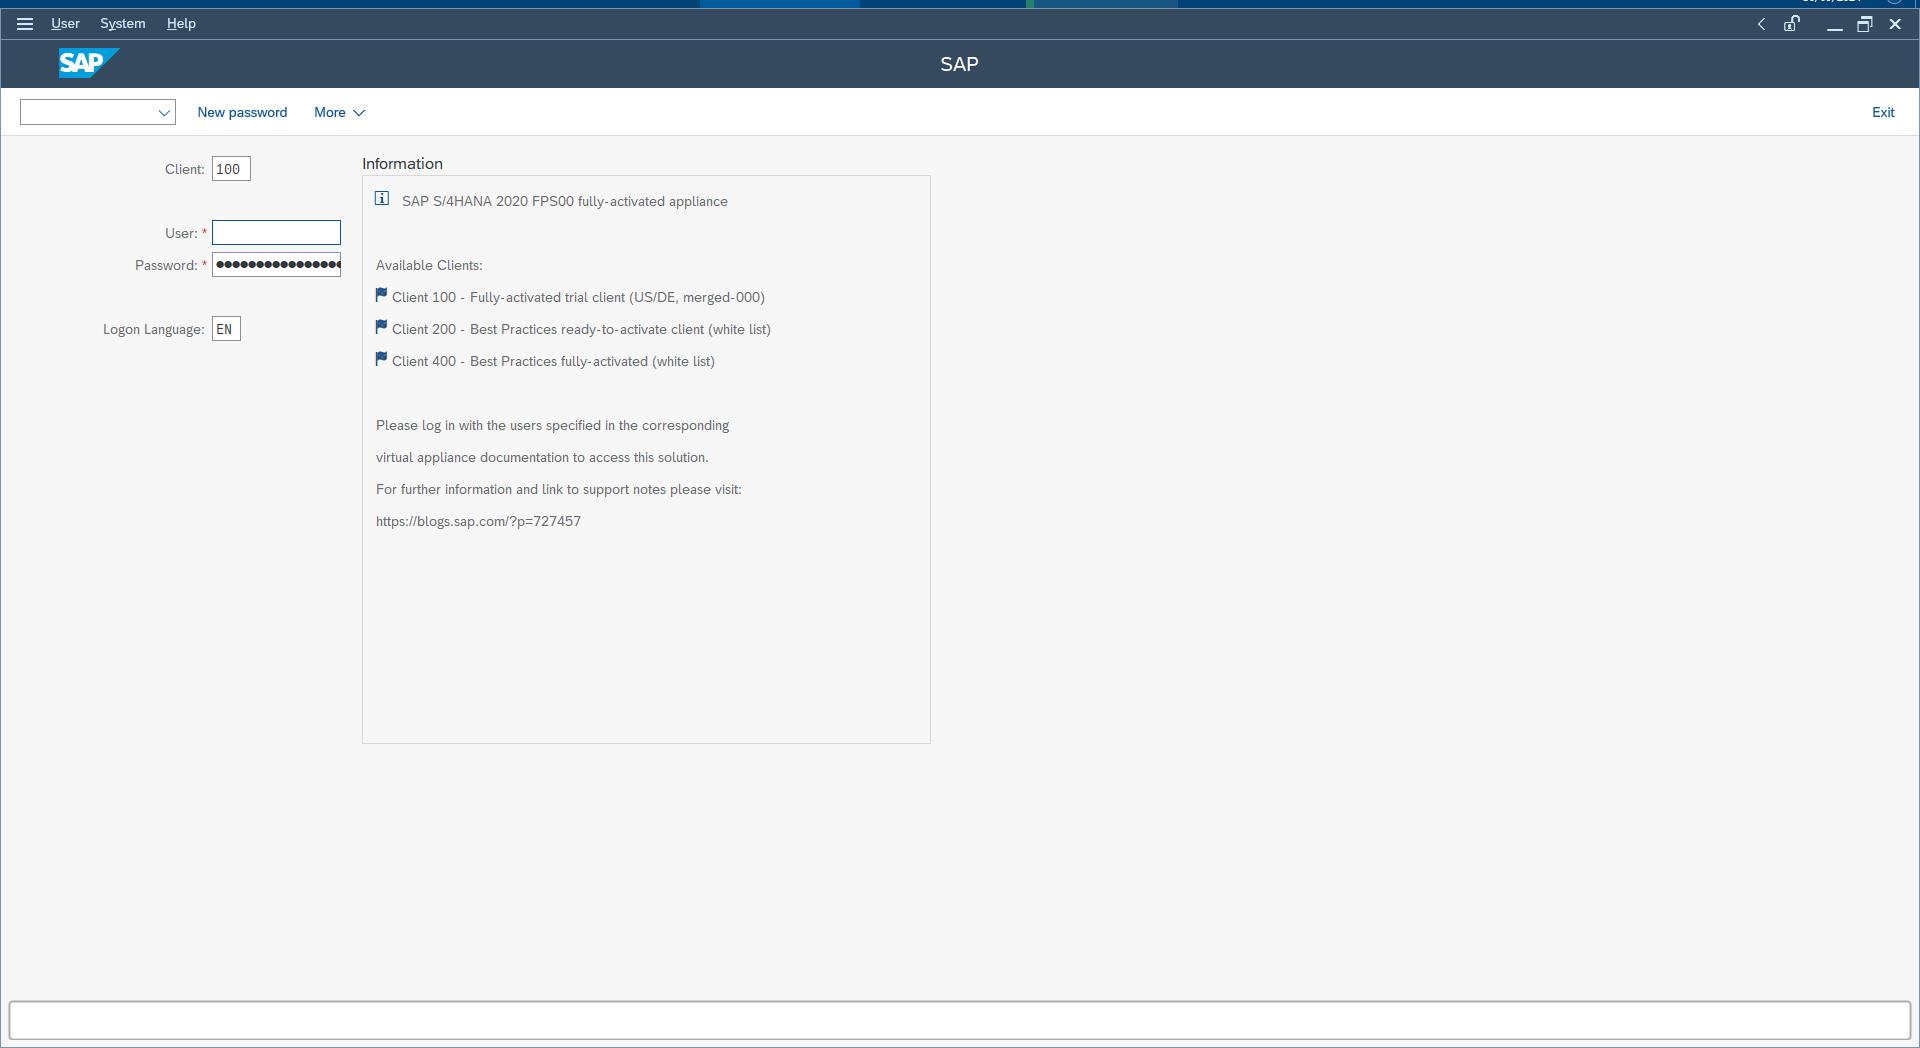 User System Help
SAP
SAP
New password More Exit
Client: 100
User: *
Password: *
Logon Language: EN
Information
SAP S/4HANA 2020 FPS00 fully-activated appliance
Available Clients:
Client 100 - Fully-activated trial client (US/DE, merged-000)
Client 200 - Best Practices ready-to-activate client (white list)
Client 400 - Best Practices fully-activated (white list)
Please log in with the users specified in the corresponding
virtual appliance documentation to access this solution.
For further information and link to support notes please visit:
https://blogs.sap.com/?p=727457